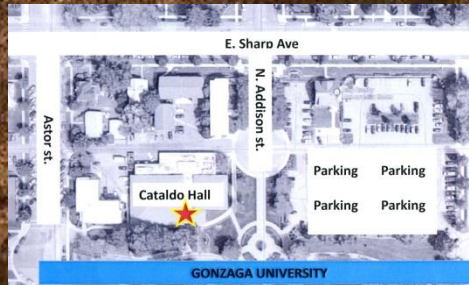 E. Sharp Ave
Astor st.
N. Addison st.
Parking Parking
Cataldo Hall
Parking Parking
GONZAGA UNIVERSITY